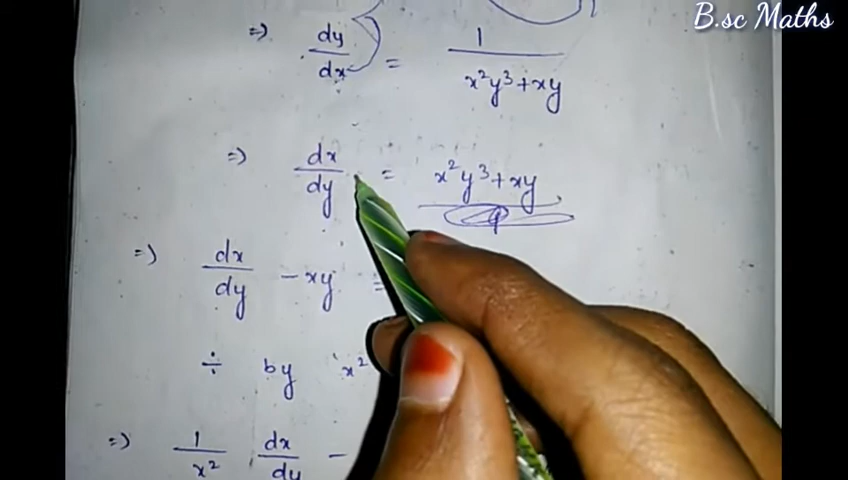 B.sc Maths
=) dy/dx = 1/(x²y³+xy)
=) dx/dy = x²y³+xy
=) dx/dy - xy =
÷ by x²
=) 1/x² dx/dy -